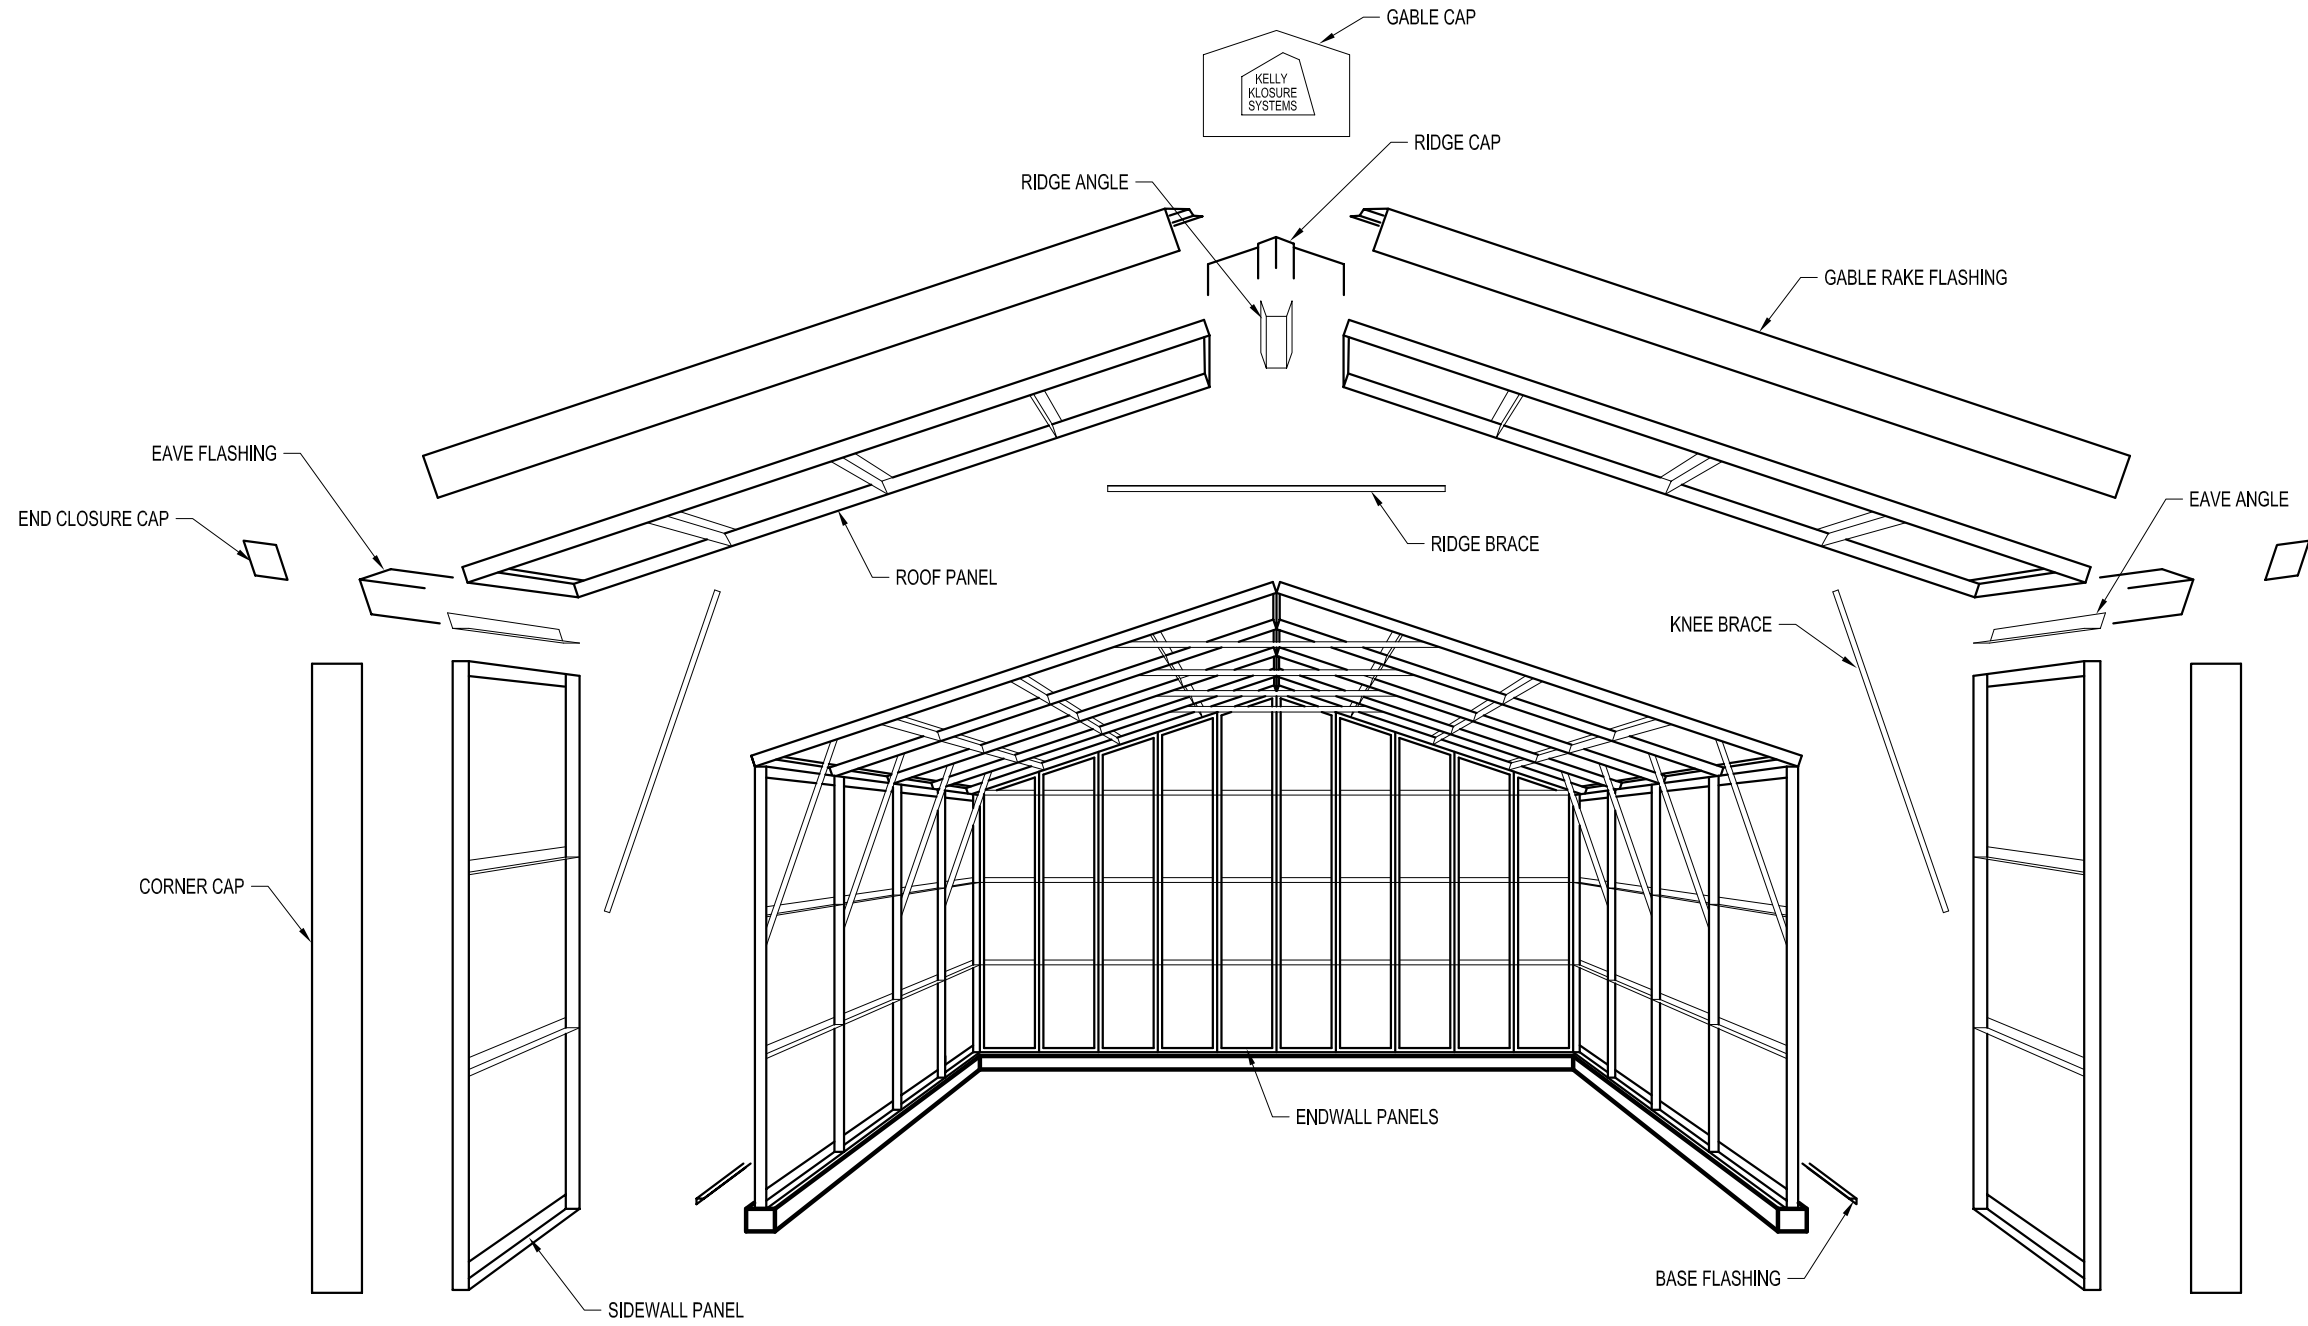 GABLE CAP
KELLY
KLOSURE
SYSTEMS
RIDGE CAP
RIDGE ANGLE
GABLE RAKE FLASHING
EAVE FLASHING
EAVE ANGLE
END CLOSURE CAP
RIDGE BRACE
ROOF PANEL
KNEE BRACE
CORNER CAP
ENDWALL PANELS
BASE FLASHING
SIDEWALL PANEL